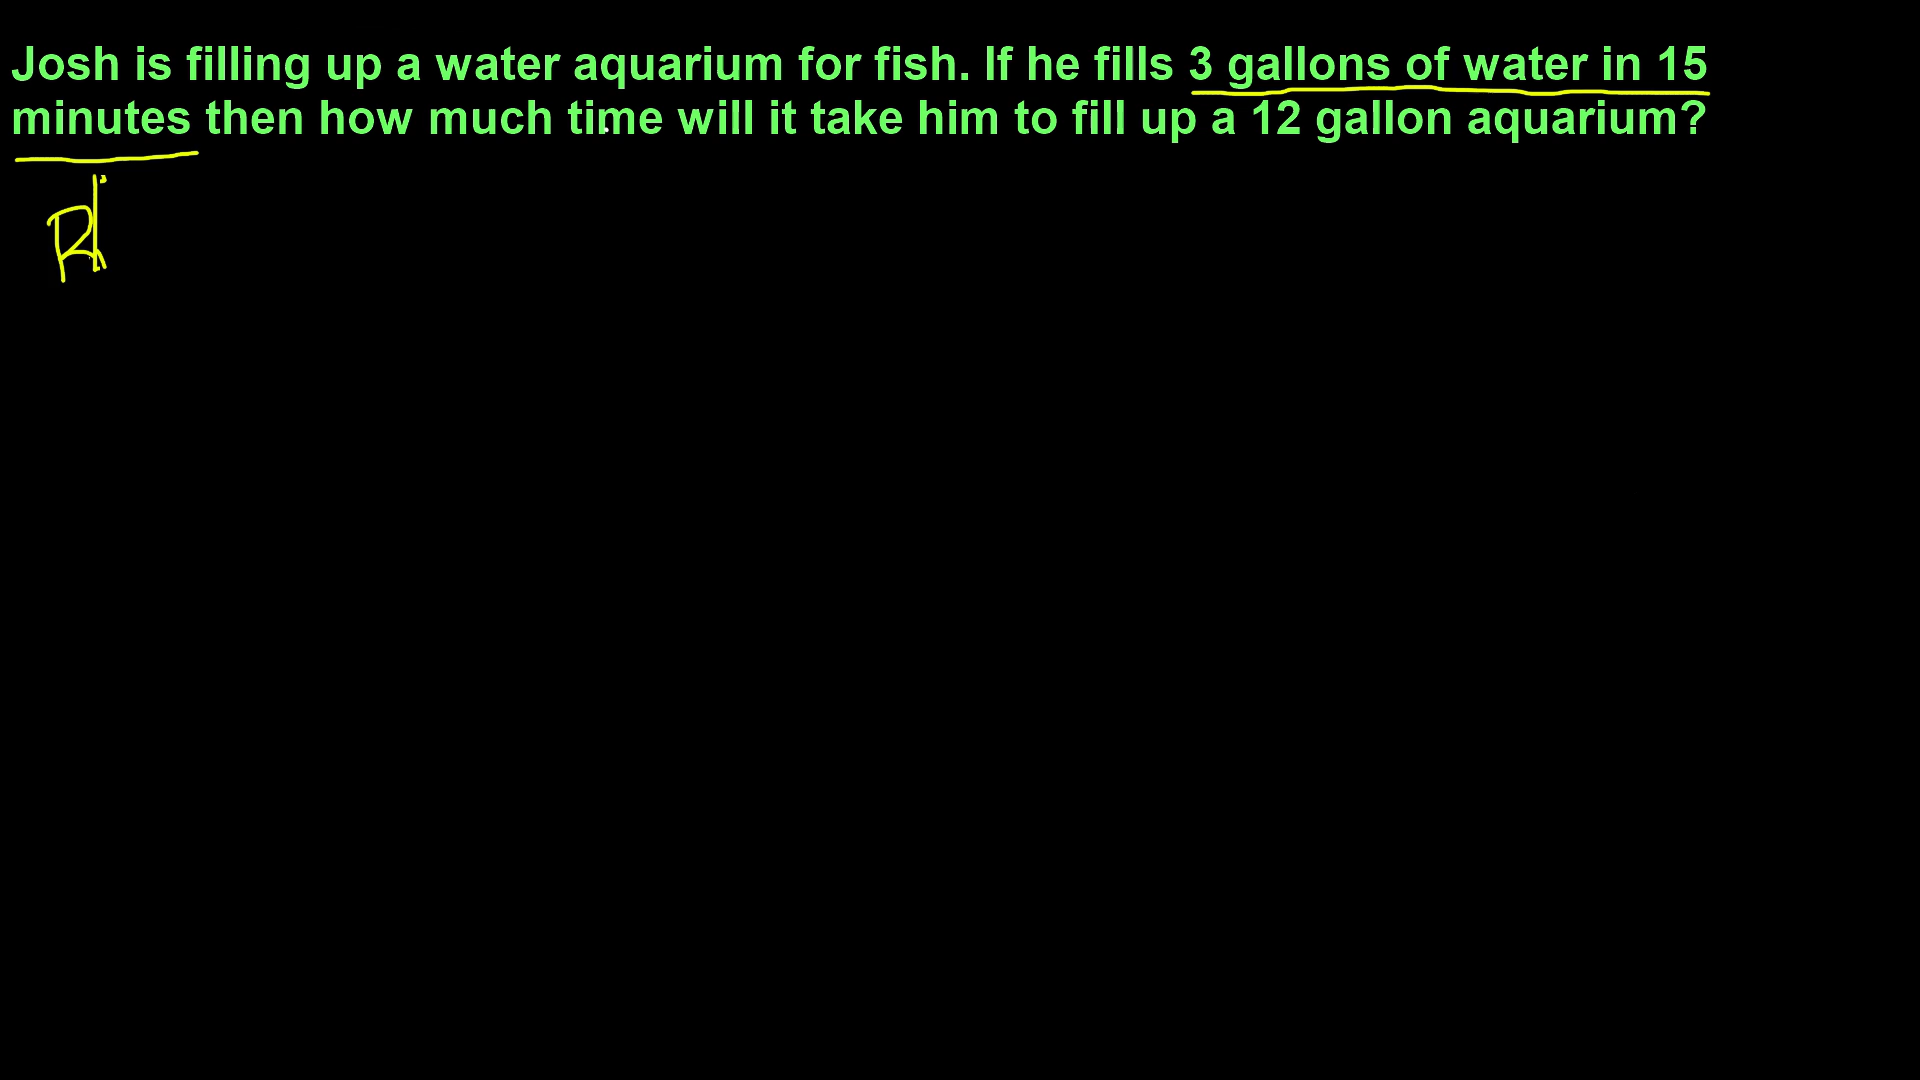 Josh is filling up a water aquarium for fish. If he fills 3 gallons of water in 15
minutes then how much time will it take him to fill up a 12 gallon aquarium?